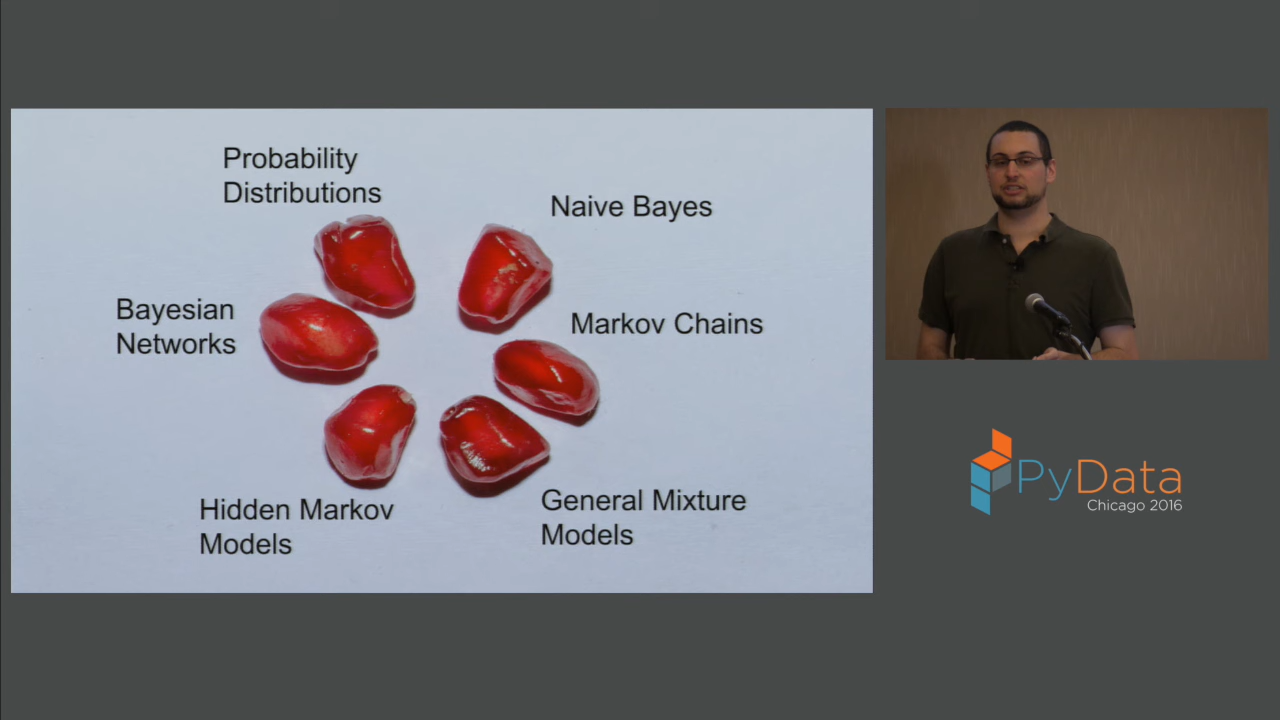 Probability
Distributions
Naive Bayes
Bayesian
Networks
Markov Chains
Hidden Markov
Models
General Mixture
Models
PyData
Chicago 2016